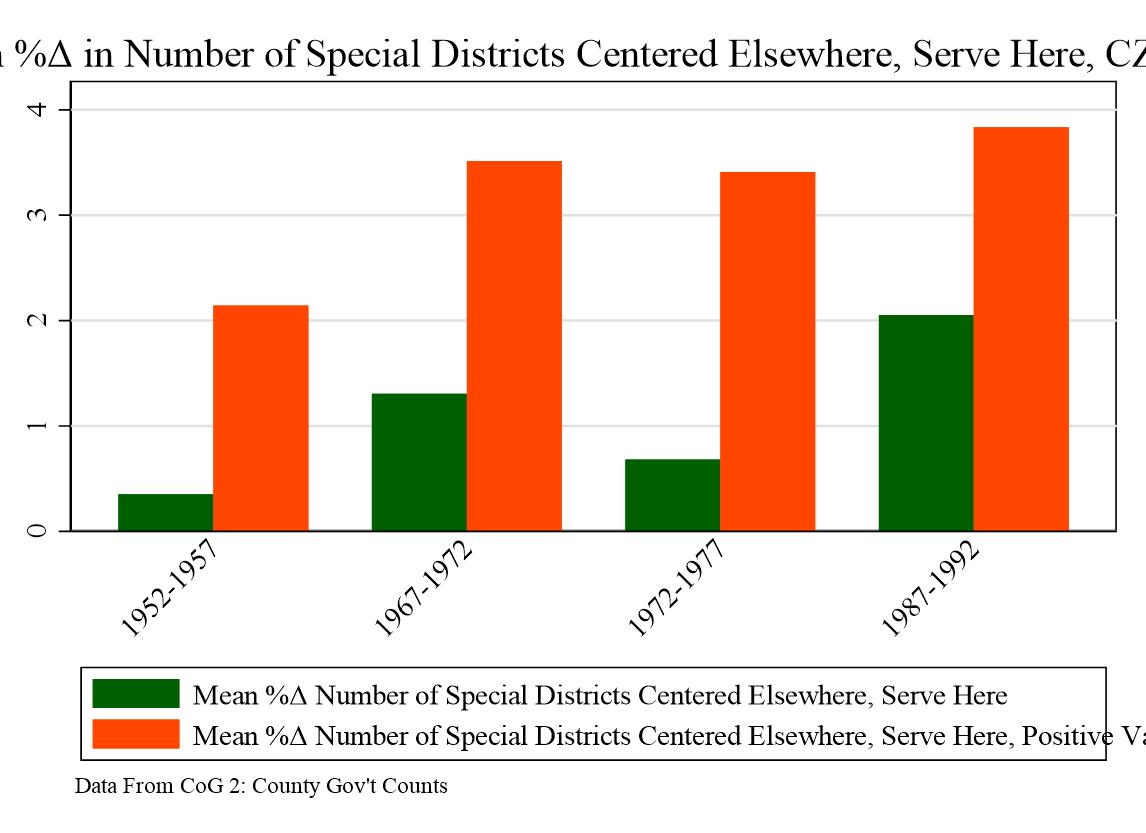 %Δ in Number of Special Districts Centered Elsewhere, Serve Here, CZ
4
3
2
1
0
1952-1957
1967-1972
1972-1977
1987-1992
Mean %Δ Number of Special Districts Centered Elsewhere, Serve Here
Mean %Δ Number of Special Districts Centered Elsewhere, Serve Here, Positive
Data From CoG 2: County Gov't Counts